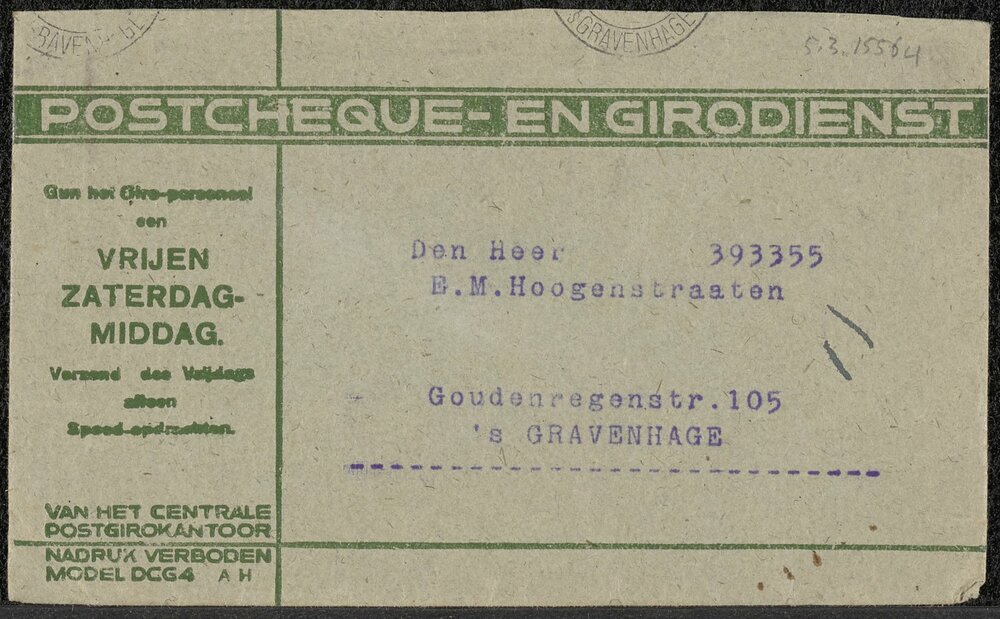 'S GRAVENHAGE
5.3.15564
POSTCHEQUE- EN GIRODIENST
Gun het Giro-personeel
een
VRIJEN
ZATERDAG-
MIDDAG.
Verzend des Vrijdags
alleen
Spoed-opdrachten.
VAN HET CENTRALE
POSTGIROKANTOOR
NADRUK VERBODEN
MODEL DCG4 A H
Den Heer 393355
E.M.Hoogenstraaten
Goudenregenstr.105
's GRAVENHAGE